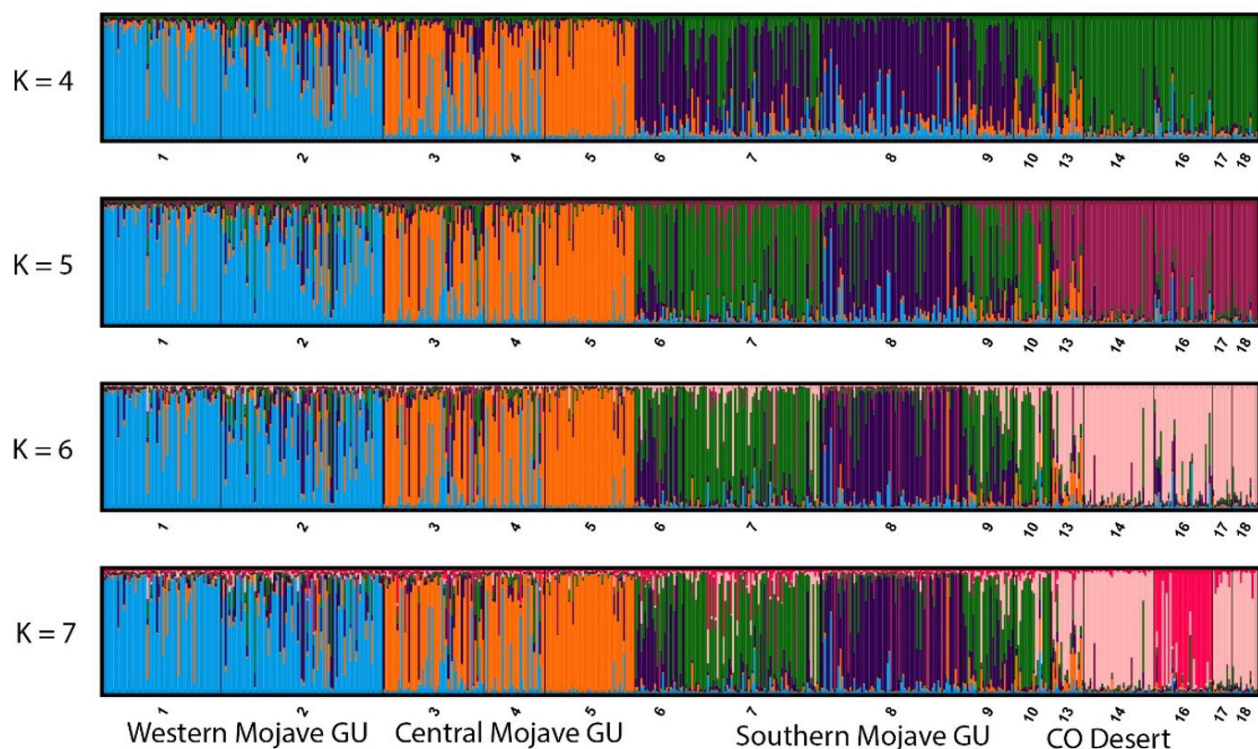 K = 4
1 2 3 4 5 6 7 8 9 10 13 14 16 17 18
K = 5
1 2 3 4 5 6 7 8 9 10 13 14 16 17 18
K = 6
1 2 3 4 5 6 7 8 9 10 13 14 16 17 18
K = 7
1 2 3 4 5 6 7 8 9 10 13 14 16 17 18
Western Mojave GU Central Mojave GU Southern Mojave GU CO Desert